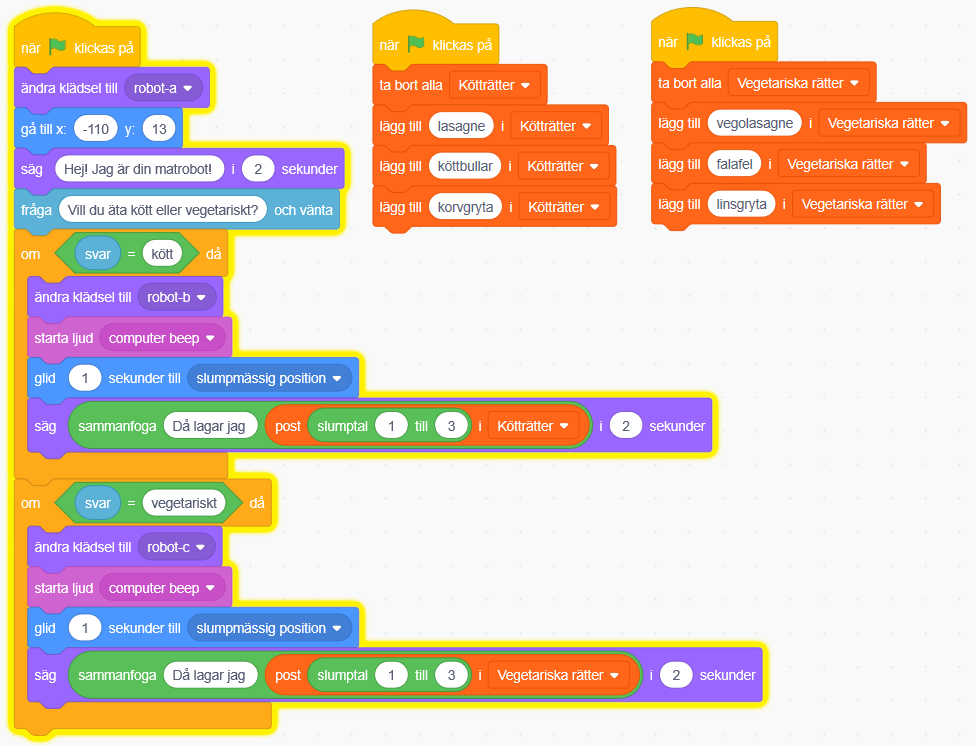 när klickas på
ändra klädsel till robot-a
gå till x: -110 y: 13
säg Hej! Jag är din matrobot! i 2 sekunder
fråga Vill du äta kött eller vegetariskt? och vänta
om svar = kött då
ändra klädsel till robot-b
starta ljud computer beep
glid 1 sekunder till slumpmässig position
säg sammanfoga Då lagar jag post slumptal 1 till 3 i Kötträtter i 2 sekunder
om svar = vegetariskt då
ändra klädsel till robot-c
starta ljud computer beep
glid 1 sekunder till slumpmässig position
säg sammanfoga Då lagar jag post slumptal 1 till 3 i Vegetariska rätter i 2 sekunder
när klickas på
ta bort alla Kötträtter
lägg till lasagne i Kötträtter
lägg till köttbullar i Kötträtter
lägg till korvgryta i Kötträtter
när klickas på
ta bort alla Vegetariska rätter
lägg till vegolasagne i Vegetariska rätter
lägg till falafel i Vegetariska rätter
lägg till linsgryta i Vegetariska rätter